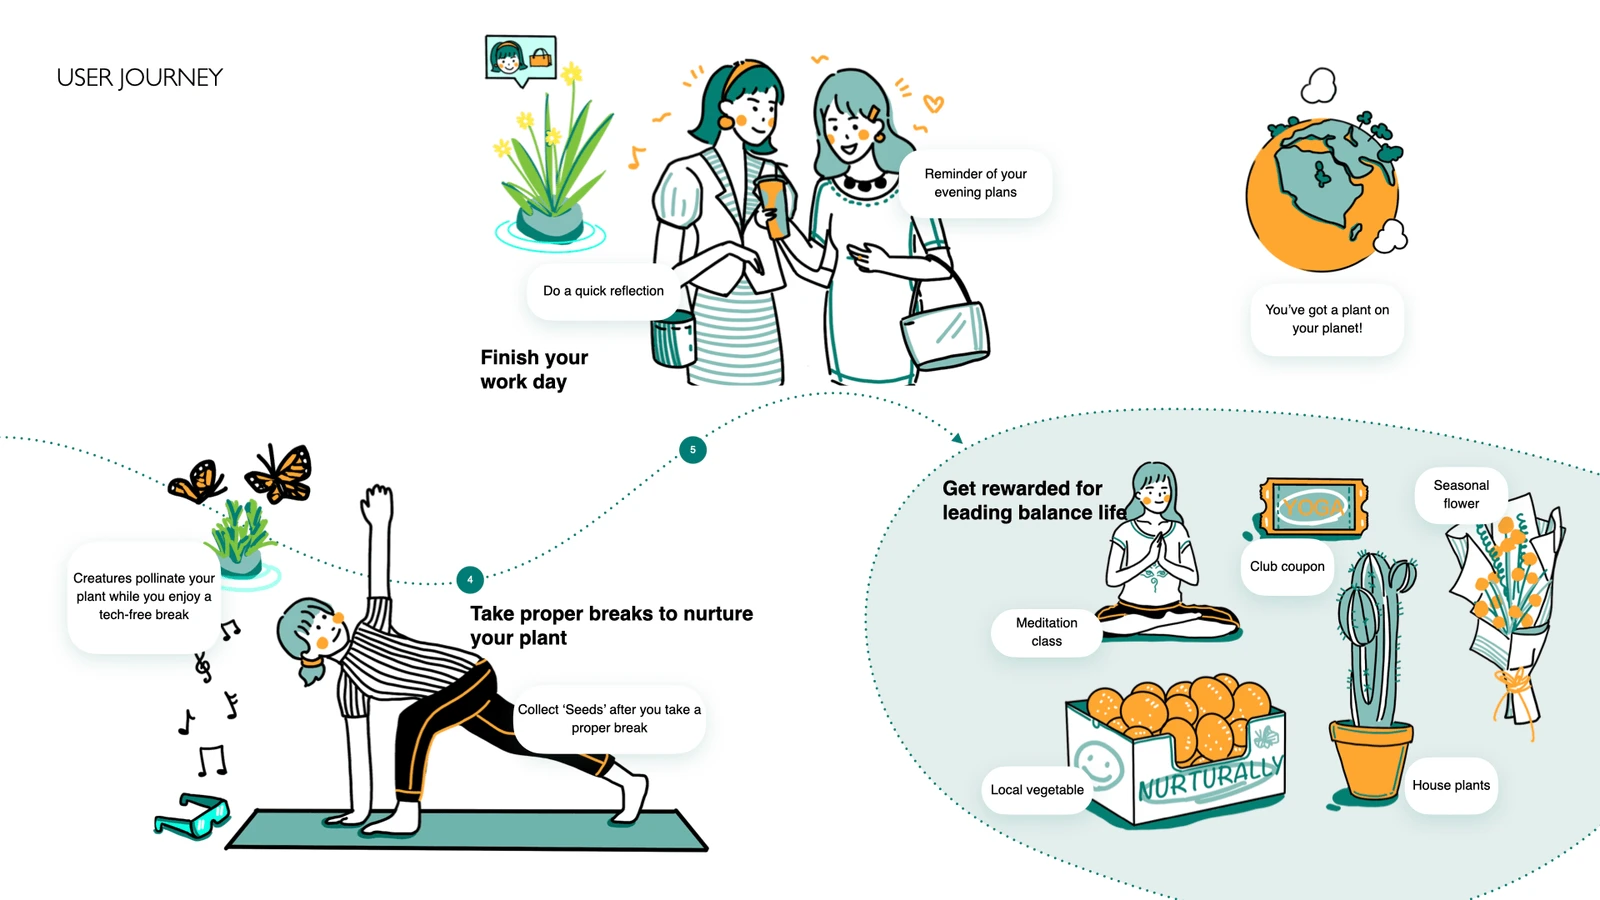 USER JOURNEY
Reminder of your
evening plans
Do a quick reflection
Finish your
work day
You've got a plant on
your planet!
5
4
Creatures pollinate your
plant while you enjoy a
tech-free break
Take proper breaks to nurture
your plant
Collect ‘Seeds’ after you take a
proper break
Get rewarded for
leading balance life
YOGA
Club coupon
Seasonal
flower
Meditation
class
NURTURALLY
Local vegetable
House plants